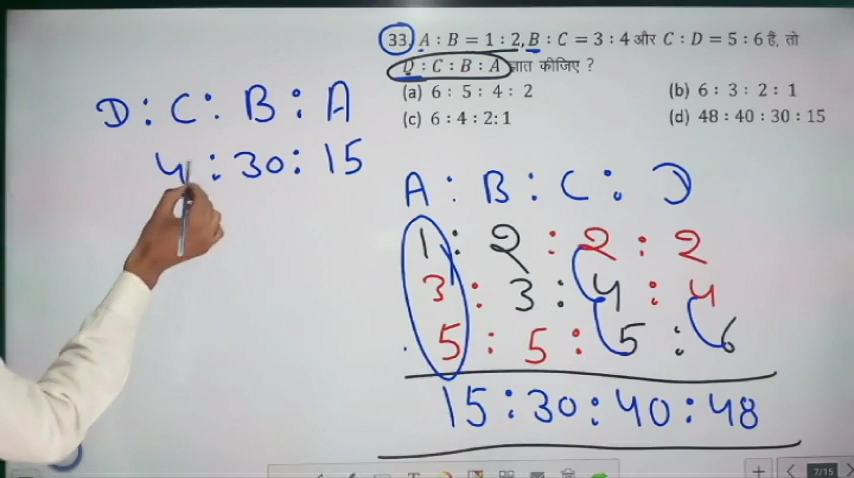 33. A : B = 1 : 2, B : C = 3 : 4 और C : D = 5 : 6 है, तो
D : C : B : A ज्ञात कीजिए ?
(a) 6 : 5 : 4 : 2
(b) 6 : 3 : 2 : 1
(c) 6 : 4 : 2:1
(d) 48 : 40 : 30 : 15
D : C : B : A
4 : 30 : 15
A : B : C : D
1 : 2 : 2 : 2
3 : 3 : 4 : 4
5 : 5 : 5 : 6
15 : 30 : 40 : 48
7/15